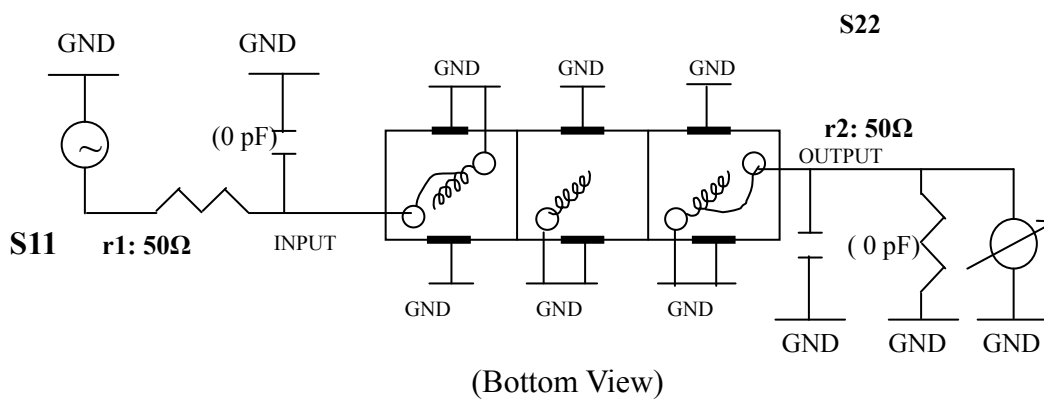 S22
GND
GND
GND
GND
GND
(0 pF)
r2: 50Ω
OUTPUT
S11
r1: 50Ω
INPUT
( 0 pF)
GND
GND
GND
GND
GND
GND
(Bottom View)